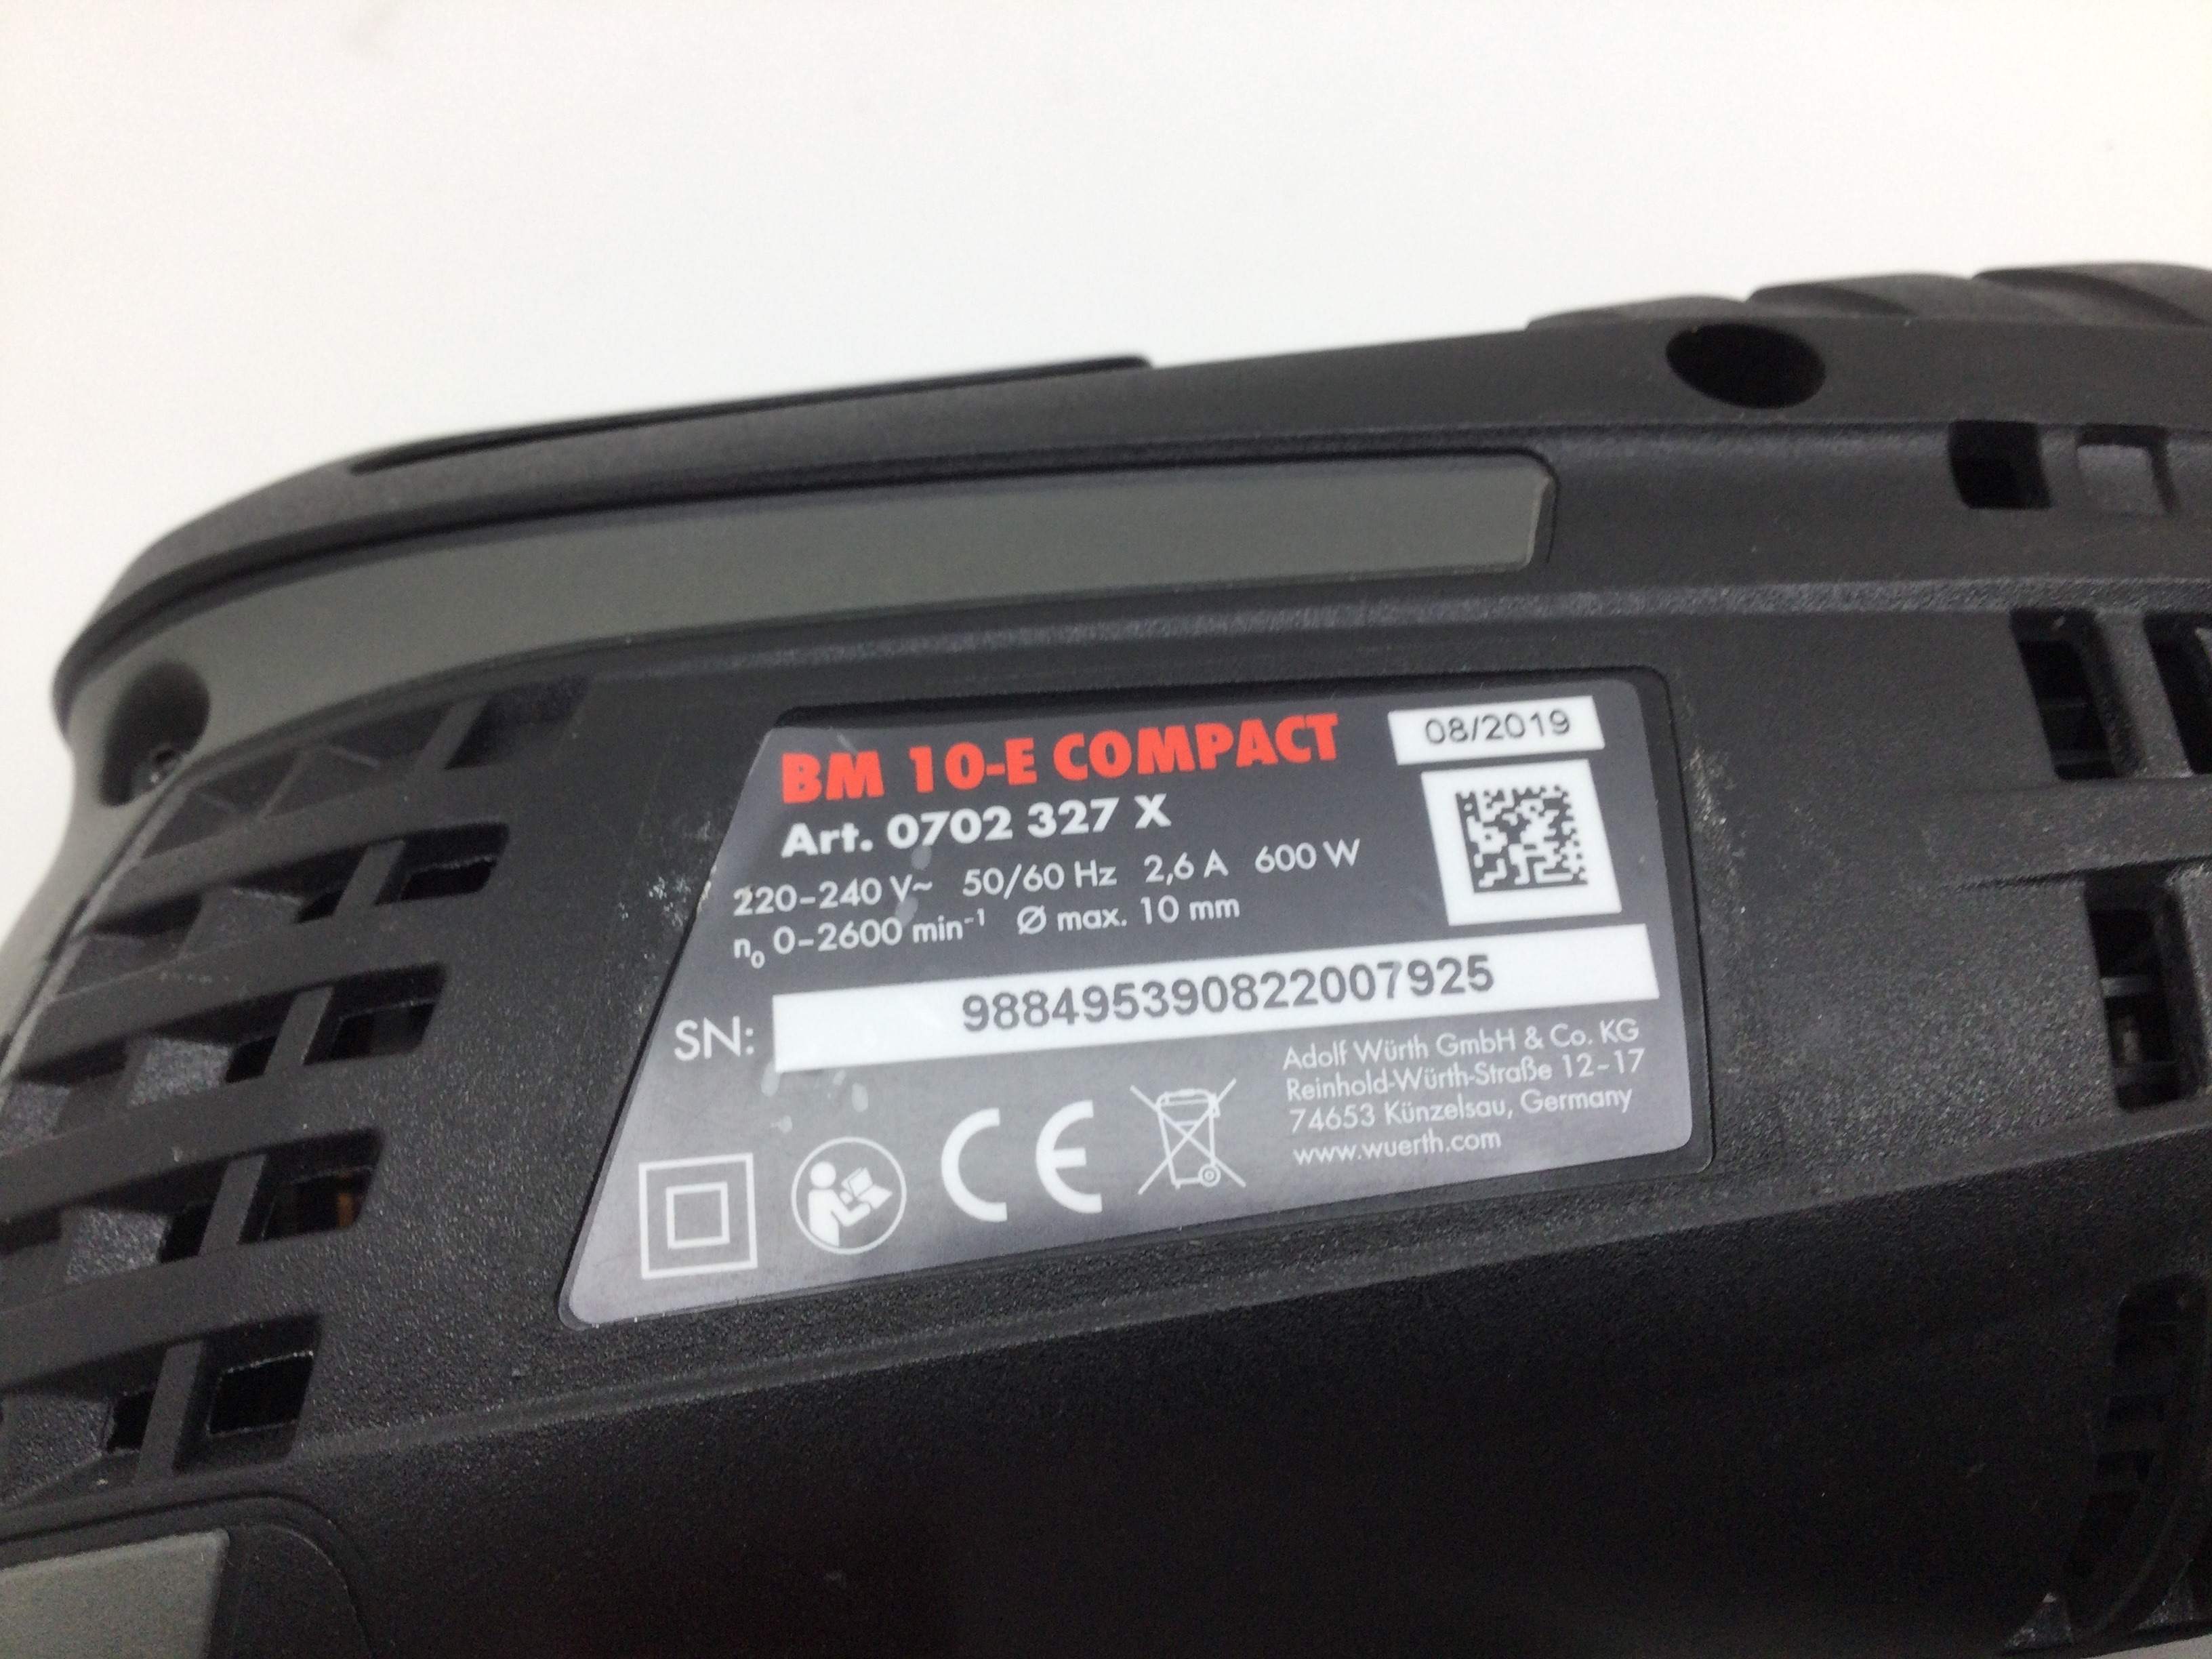 BM 10-E COMPACT
08/2019
Art. 0702 327 X
220-240 V~ 50/60 Hz 2,6 A 600 W
n₀ 0-2600 min⁻¹ Ø max. 10 mm
SN: 988495390822007925
Adolf Würth GmbH & Co. KG
Reinhold-Würth-Straße 12-17
74653 Künzelsau, Germany
www.wuerth.com
CE